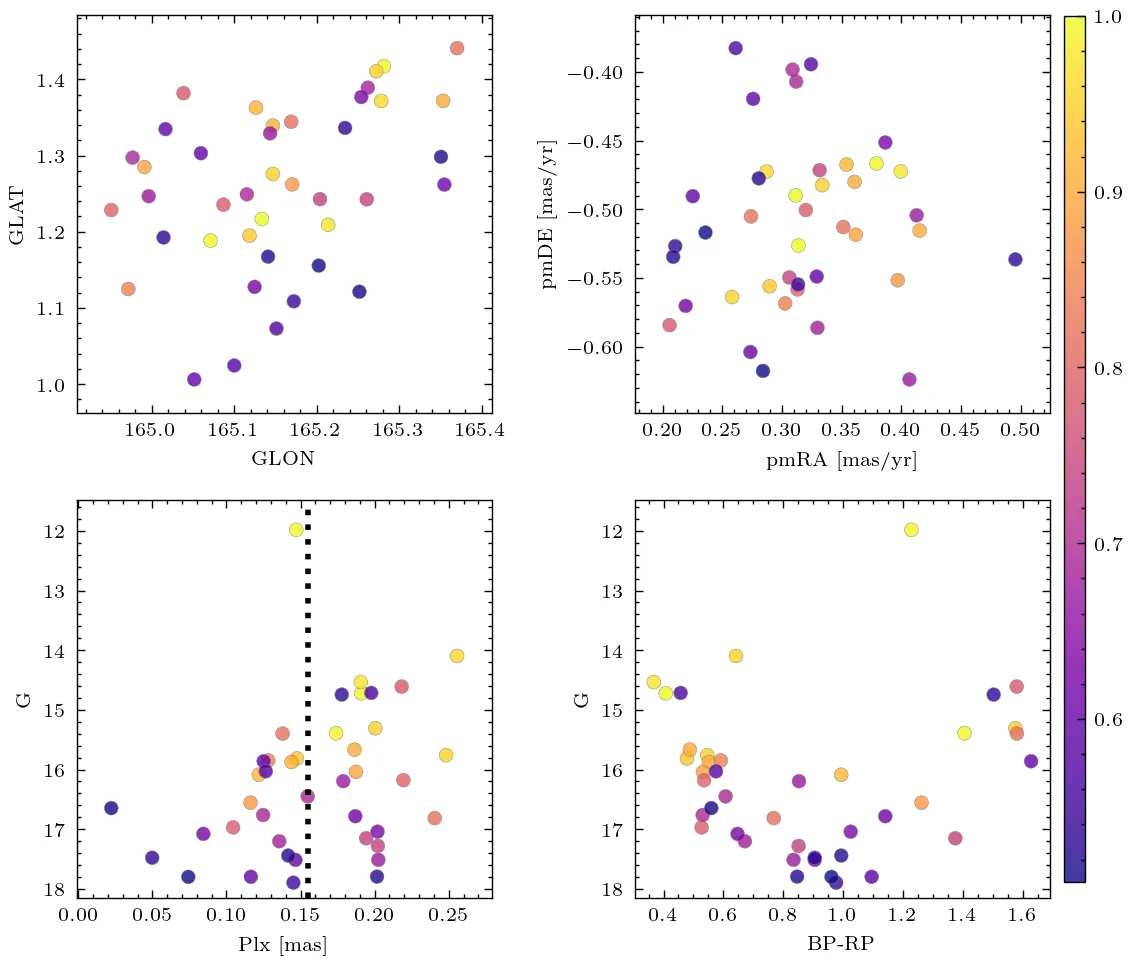 1.4
1.3
1.2
1.1
1.0
GLAT
165.0 165.1 165.2 165.3 165.4
GLON
−0.40
−0.45
−0.50
−0.55
−0.60
pmDE [mas/yr]
0.20 0.25 0.30 0.35 0.40 0.45 0.50
pmRA [mas/yr]
1.0
0.9
0.8
0.7
0.6
12
13
14
15
16
17
18
G
0.00 0.05 0.10 0.15 0.20 0.25
Plx [mas]
12
13
14
15
16
17
18
G
0.4 0.6 0.8 1.0 1.2 1.4 1.6
BP-RP